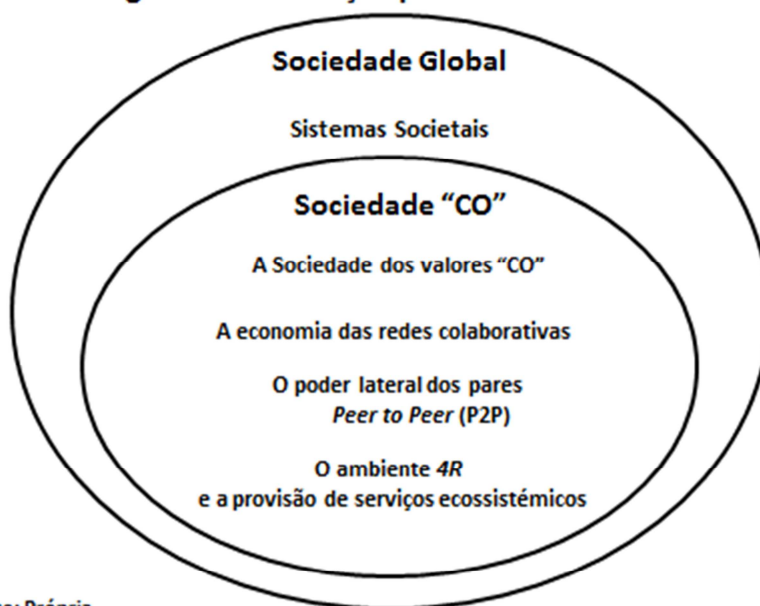 Sociedade Global
Sistemas Societais
Sociedade “CO”
A Sociedade dos valores “CO”
A economia das redes colaborativas
O poder lateral dos pares
Peer to Peer (P2P)
O ambiente 4R
e a provisão de serviços ecossistémicos